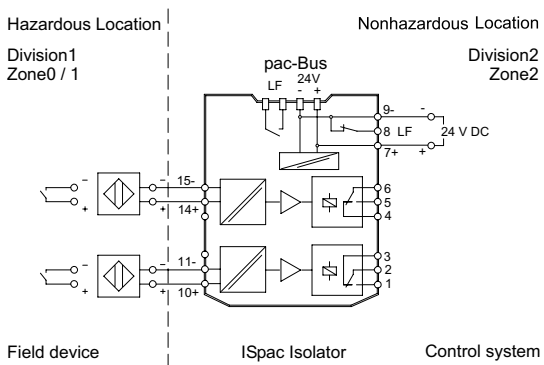 Hazardous Location
Nonhazardous Location
Division1
Zone0 / 1
Division2
Zone2
pac-Bus
LF
24V
- +
9-
-
8 LF
24 V DC
7+
+
15-
-
-
14+
+
+
6
5
4
11-
-
-
10+
+
+
3
2
1
Field device
ISpac Isolator
Control system